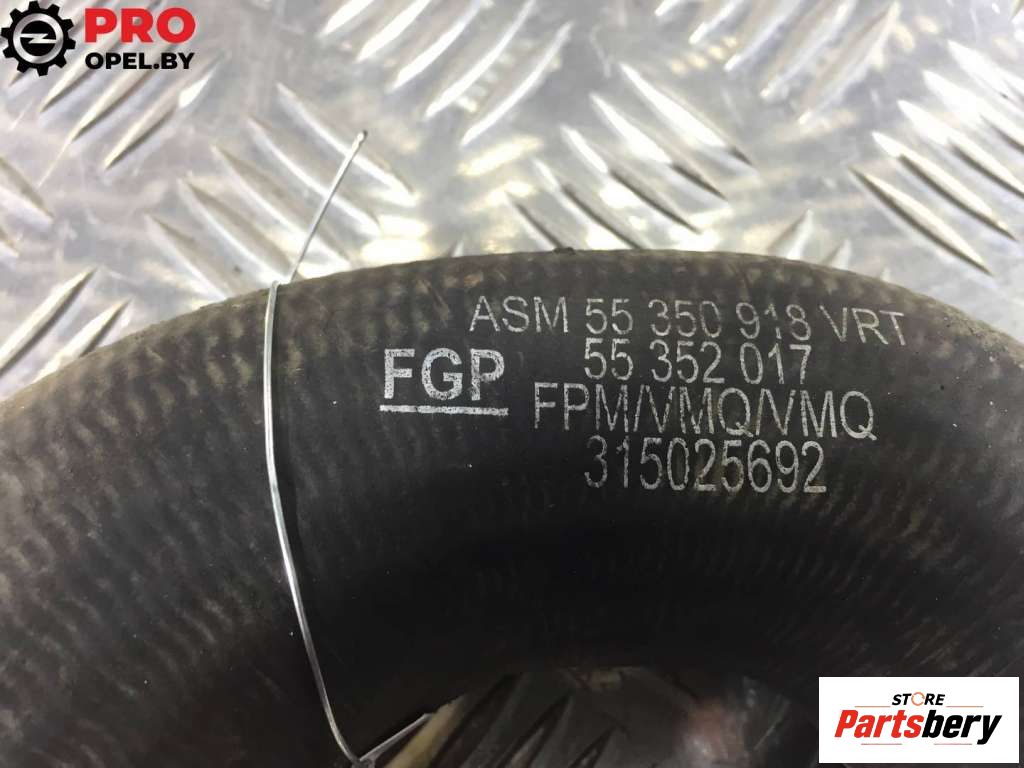 PRO
OPEL.BY
ASM 55 350 918 VRT
55 352 017
FGP
FPM/VMQ/VMQ
315025692
STORE
Partsbery